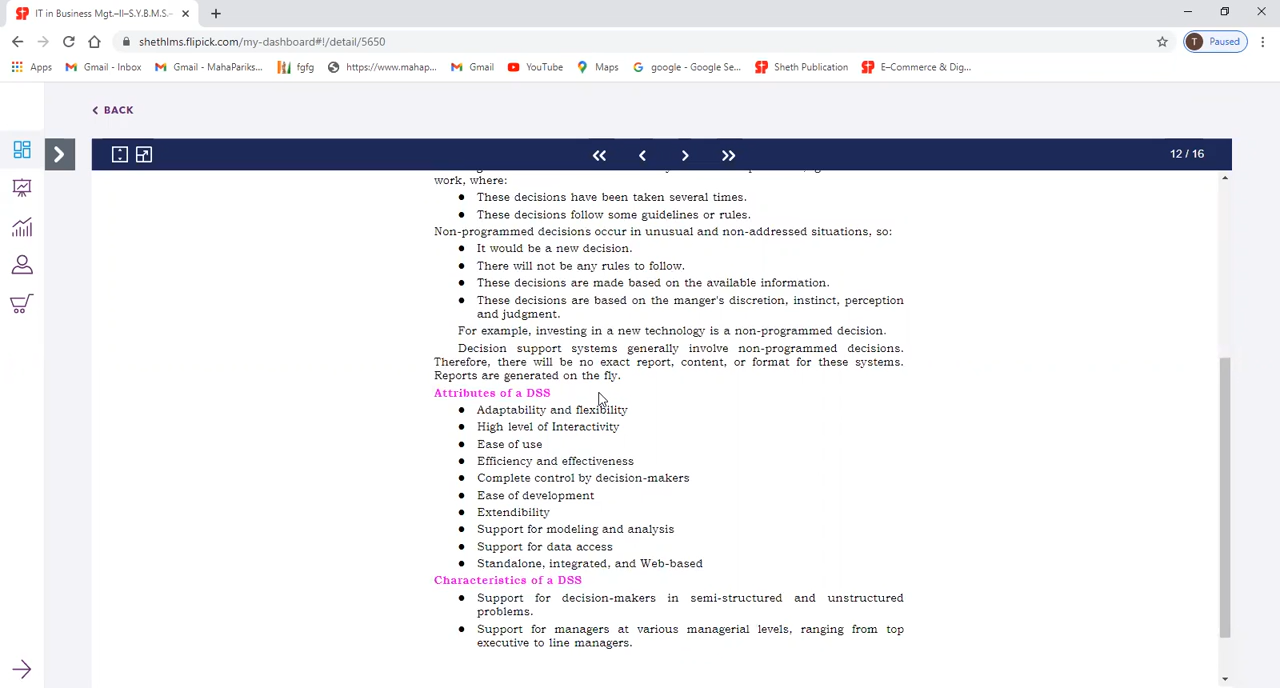 IT in Business Mgt.–II–S.Y.B.M.S.-
shethlms.flipick.com/my-dashboard#!/detail/5650
T Paused
Apps Gmail - Inbox Gmail - MahaPariks... fgfg https://www.mahap... Gmail YouTube Maps google - Google Se... Sheth Publication E–Commerce & Dig...
BACK
12 / 16
work, where:
● These decisions have been taken several times.
● These decisions follow some guidelines or rules.
Non-programmed decisions occur in unusual and non-addressed situations, so:
● It would be a new decision.
● There will not be any rules to follow.
● These decisions are made based on the available information.
● These decisions are based on the manger's discretion, instinct, perception
and judgment.
For example, investing in a new technology is a non-programmed decision.
Decision support systems generally involve non-programmed decisions.
Therefore, there will be no exact report, content, or format for these systems.
Reports are generated on the fly.
Attributes of a DSS
● Adaptability and flexibility
● High level of Interactivity
● Ease of use
● Efficiency and effectiveness
● Complete control by decision-makers
● Ease of development
● Extendibility
● Support for modeling and analysis
● Support for data access
● Standalone, integrated, and Web-based
Characteristics of a DSS
● Support for decision-makers in semi-structured and unstructured
problems.
● Support for managers at various managerial levels, ranging from top
executive to line managers.